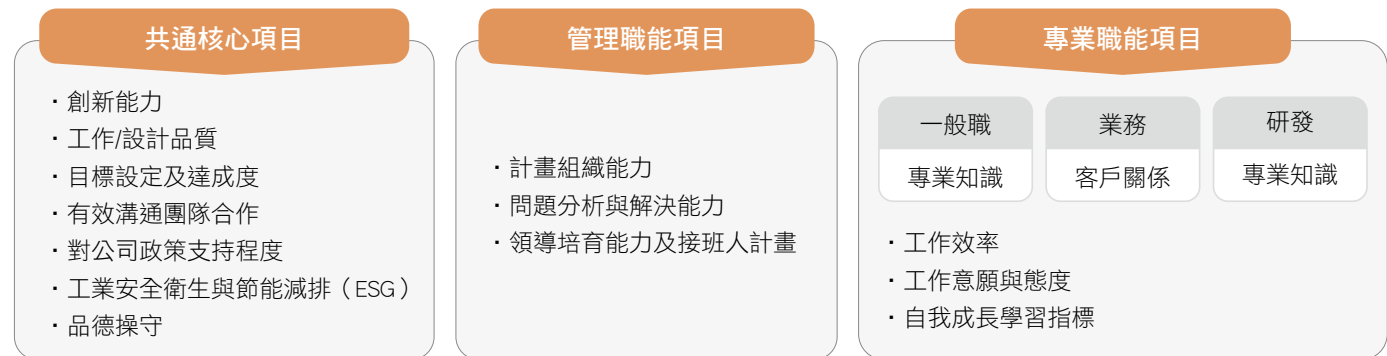 共通核心項目
・創新能力
・工作/設計品質
・目標設定及達成度
・有效溝通團隊合作
・對公司政策支持程度
・工業安全衛生與節能減排（ESG）
・品德操守
管理職能項目
・計畫組織能力
・問題分析與解決能力
・領導培育能力及接班人計畫
專業職能項目
一般職
專業知識
業務
客戶關係
研發
專業知識
・工作效率
・工作意願與態度
・自我成長學習指標